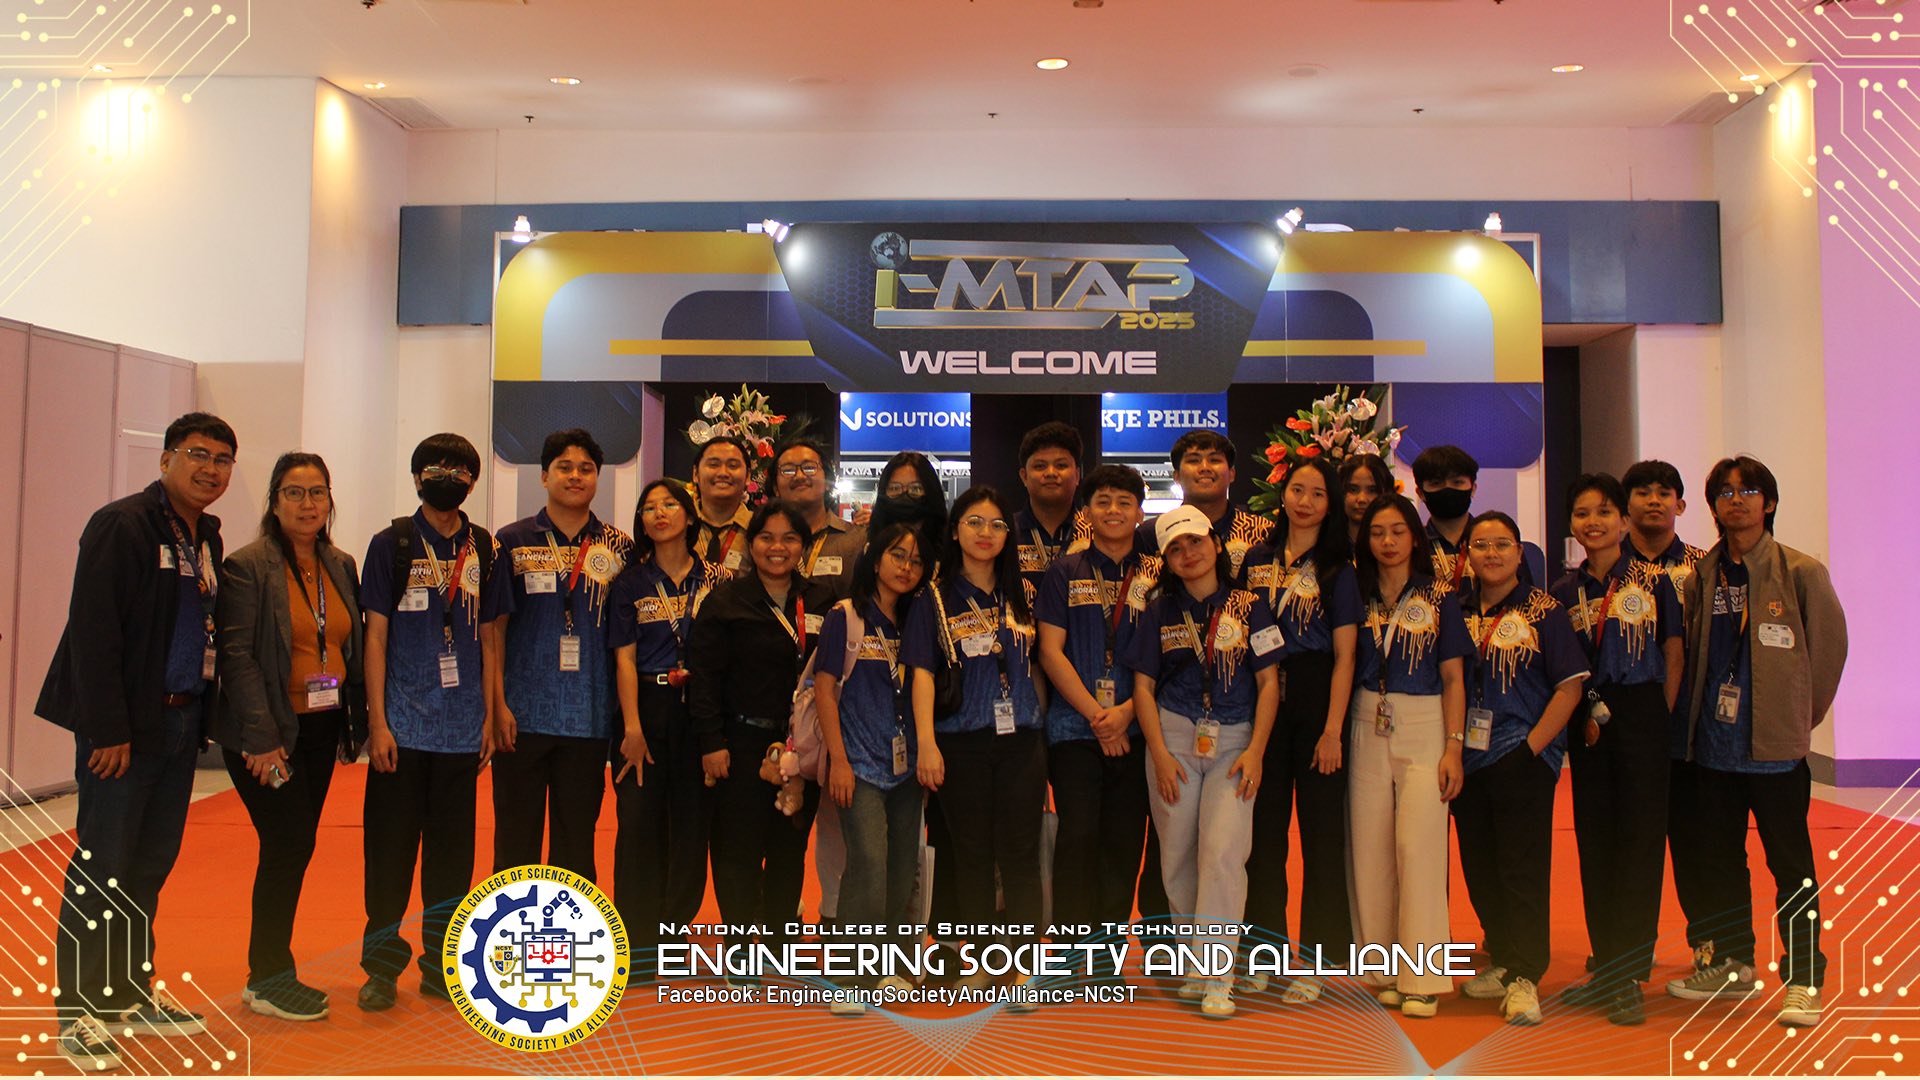 i-MTAP
2025
WELCOME
SOLUTIONS
KJE PHILS.
SANCHEZ
NATIONAL COLLEGE OF SCIENCE AND TECHNOLOGY
NCST
ENGINEERING SOCIETY AND ALLIANCE
National College of Science and Technology
ENGINEERING SOCIETY AND ALLIANCE
Facebook: EngineeringSocietyAndAlliance-NCST